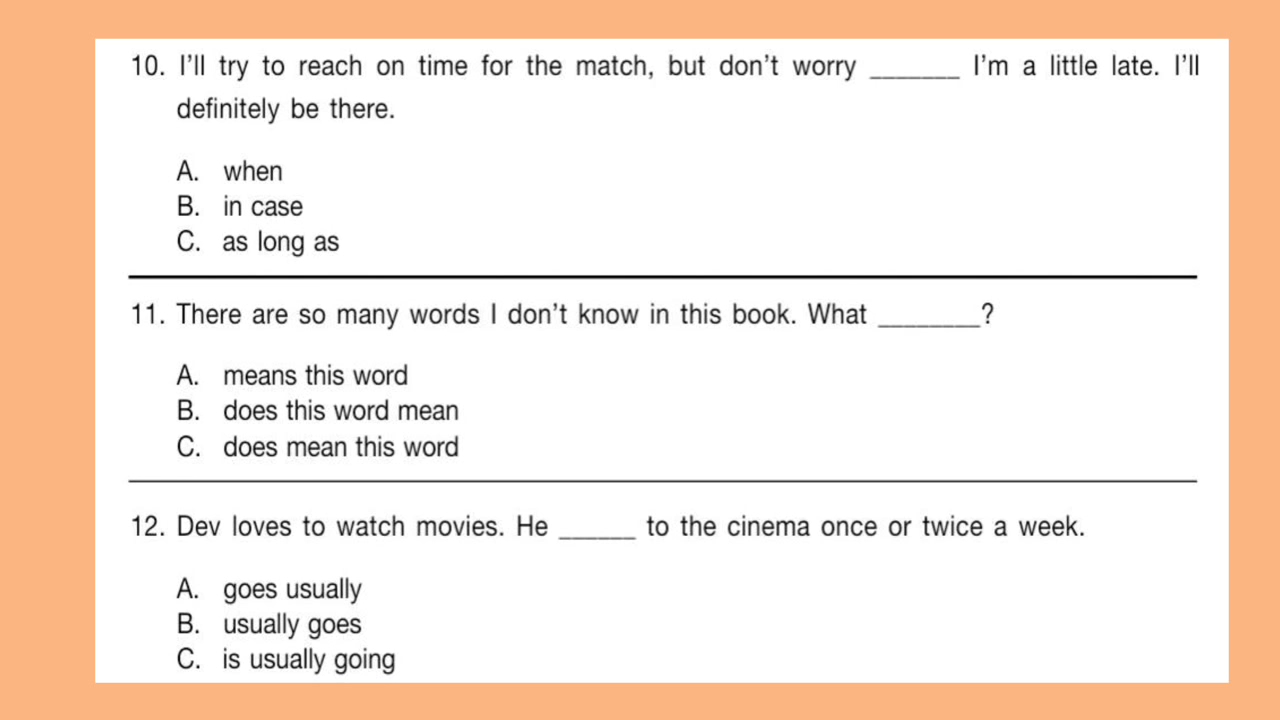 10. I’ll try to reach on time for the match, but don’t worry _______ I’m a little late. I’ll
definitely be there.
A. when
B. in case
C. as long as
11. There are so many words I don’t know in this book. What ________?
A. means this word
B. does this word mean
C. does mean this word
12. Dev loves to watch movies. He ______ to the cinema once or twice a week.
A. goes usually
B. usually goes
C. is usually going